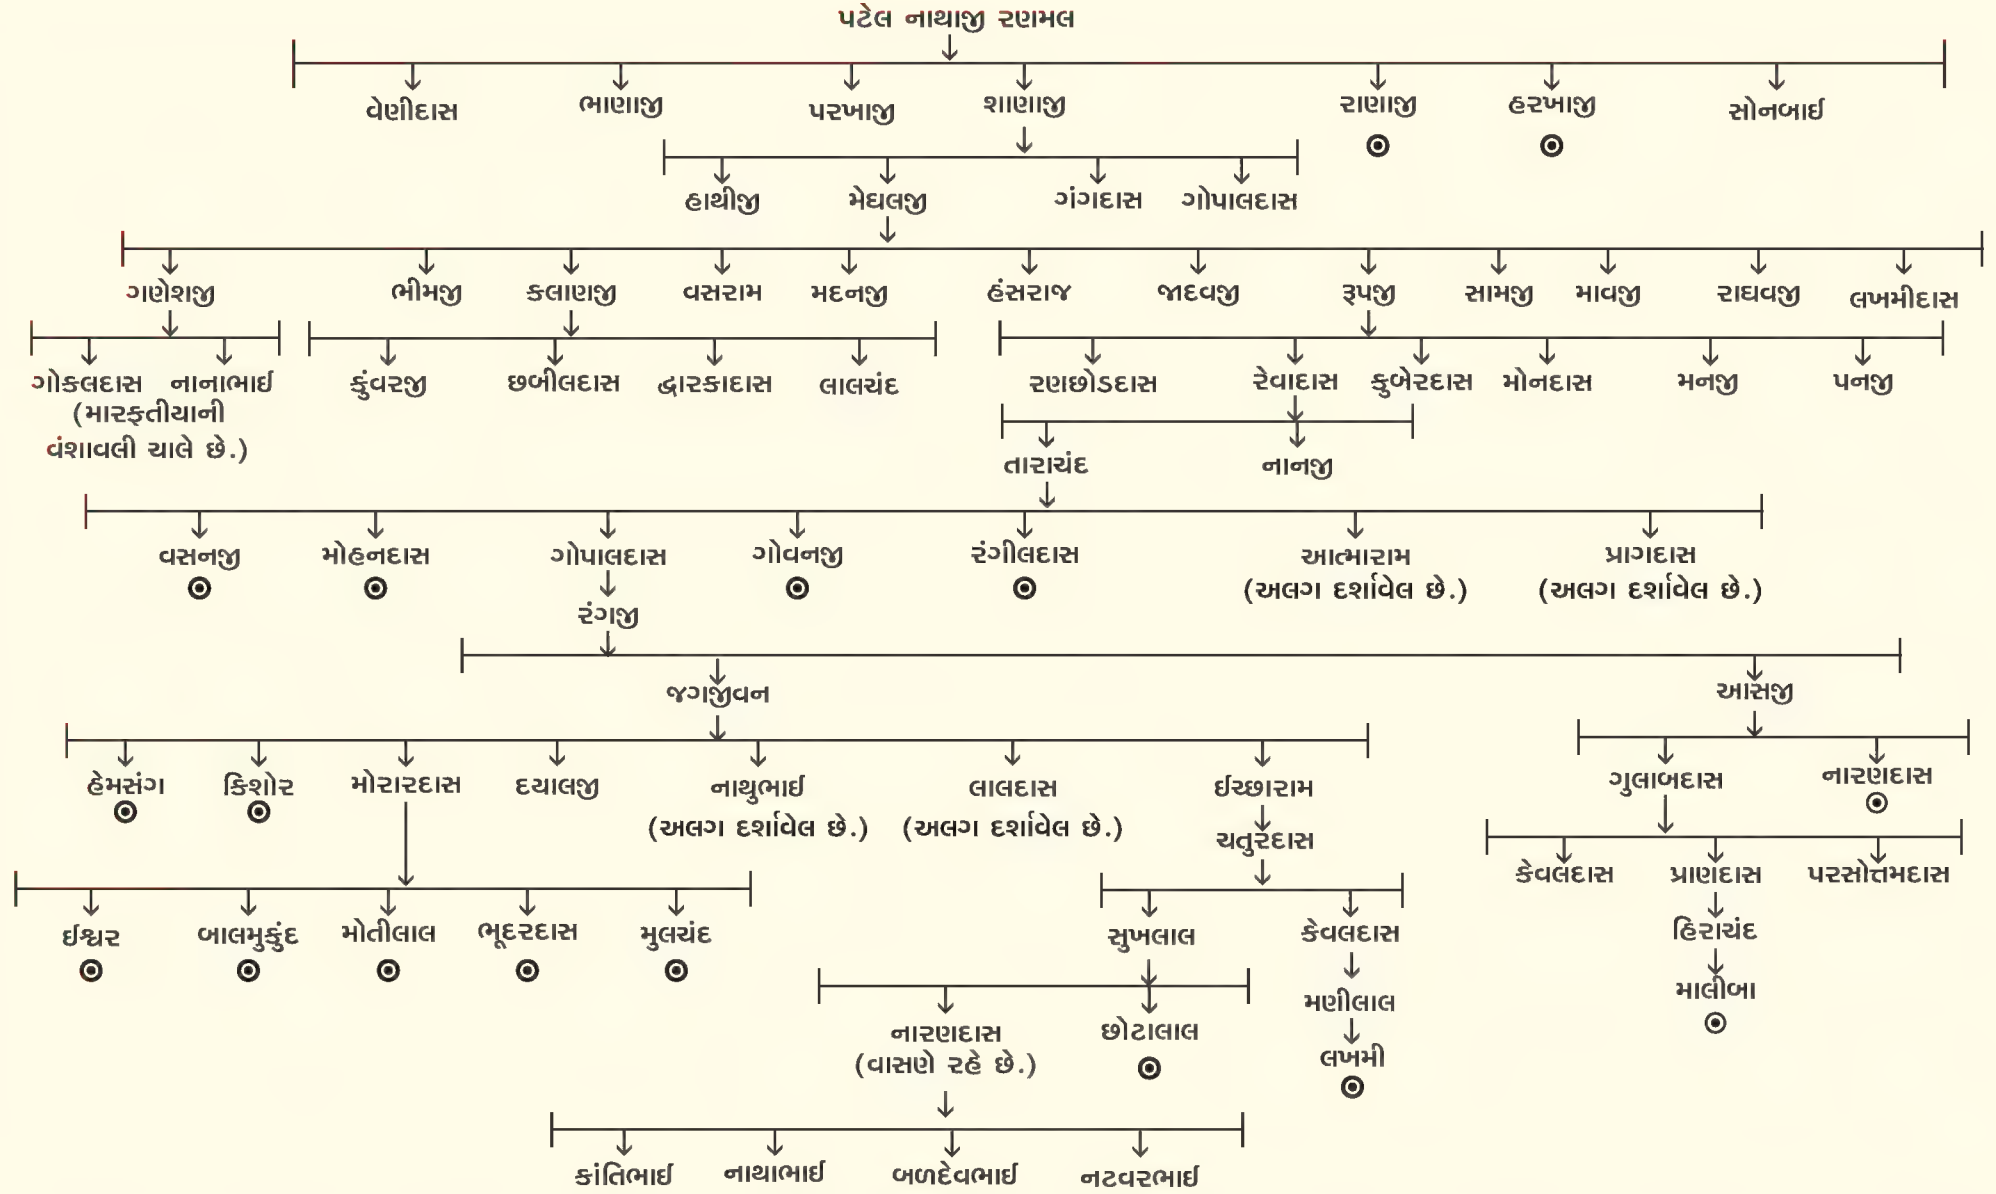 પટેલ નાથાજી રણમલ
વેણીદાસ ભાણાજી પરખાજી શાણાજી રાણાજી હરખાજી સોનબાઈ
હાથીજી મેઘલજી ગંગદાસ ગોપાલદાસ
ગણેશજી ભીમજી કલાણજી વસરામ મદનજી હંસરાજ જાદવજી રૂપજી સામજી માવજી રાઘવજી લખમીદાસ
ગોકલદાસ નાનાભાઈ કુંવરજી છબીલદાસ દ્વારકાદાસ લાલચંદ રણછોડદાસ રેવાદાસ કુબેરદાસ મોનદાસ મનજી પનજી
(મારફતીયાની
વંશાવલી ચાલે છે.)
તારાચંદ નાનજી
વસનજી મોહનદાસ ગોપાલદાસ ગોવનજી રંગીલદાસ આત્મારામ પ્રાગદાસ
(અલગ દર્શાવેલ છે.) (અલગ દર્શાવેલ છે.)
રંગજી
જગજીવન આસજી
હેમસંગ કિશોર મોરારદાસ દયાલજી નાથુભાઈ લાલદાસ ઈચ્છારામ ગુલાબદાસ નારણદાસ
(અલગ દર્શાવેલ છે.) (અલગ દર્શાવેલ છે.)
ચતુરદાસ
કેવલદાસ પ્રાણદાસ પરસોત્તમદાસ
ઈશ્વર બાલમુકુંદ મોતીલાલ ભૂદરદાસ મુલચંદ સુખલાલ કેવલદાસ હિરાચંદ
માલીબા
મણીલાલ
નારણદાસ છોટાલાલ
(વાસણે રહે છે.)
લખમી
કાંતિભાઈ નાથાભાઈ બળદેવભાઈ નટવરભાઈ